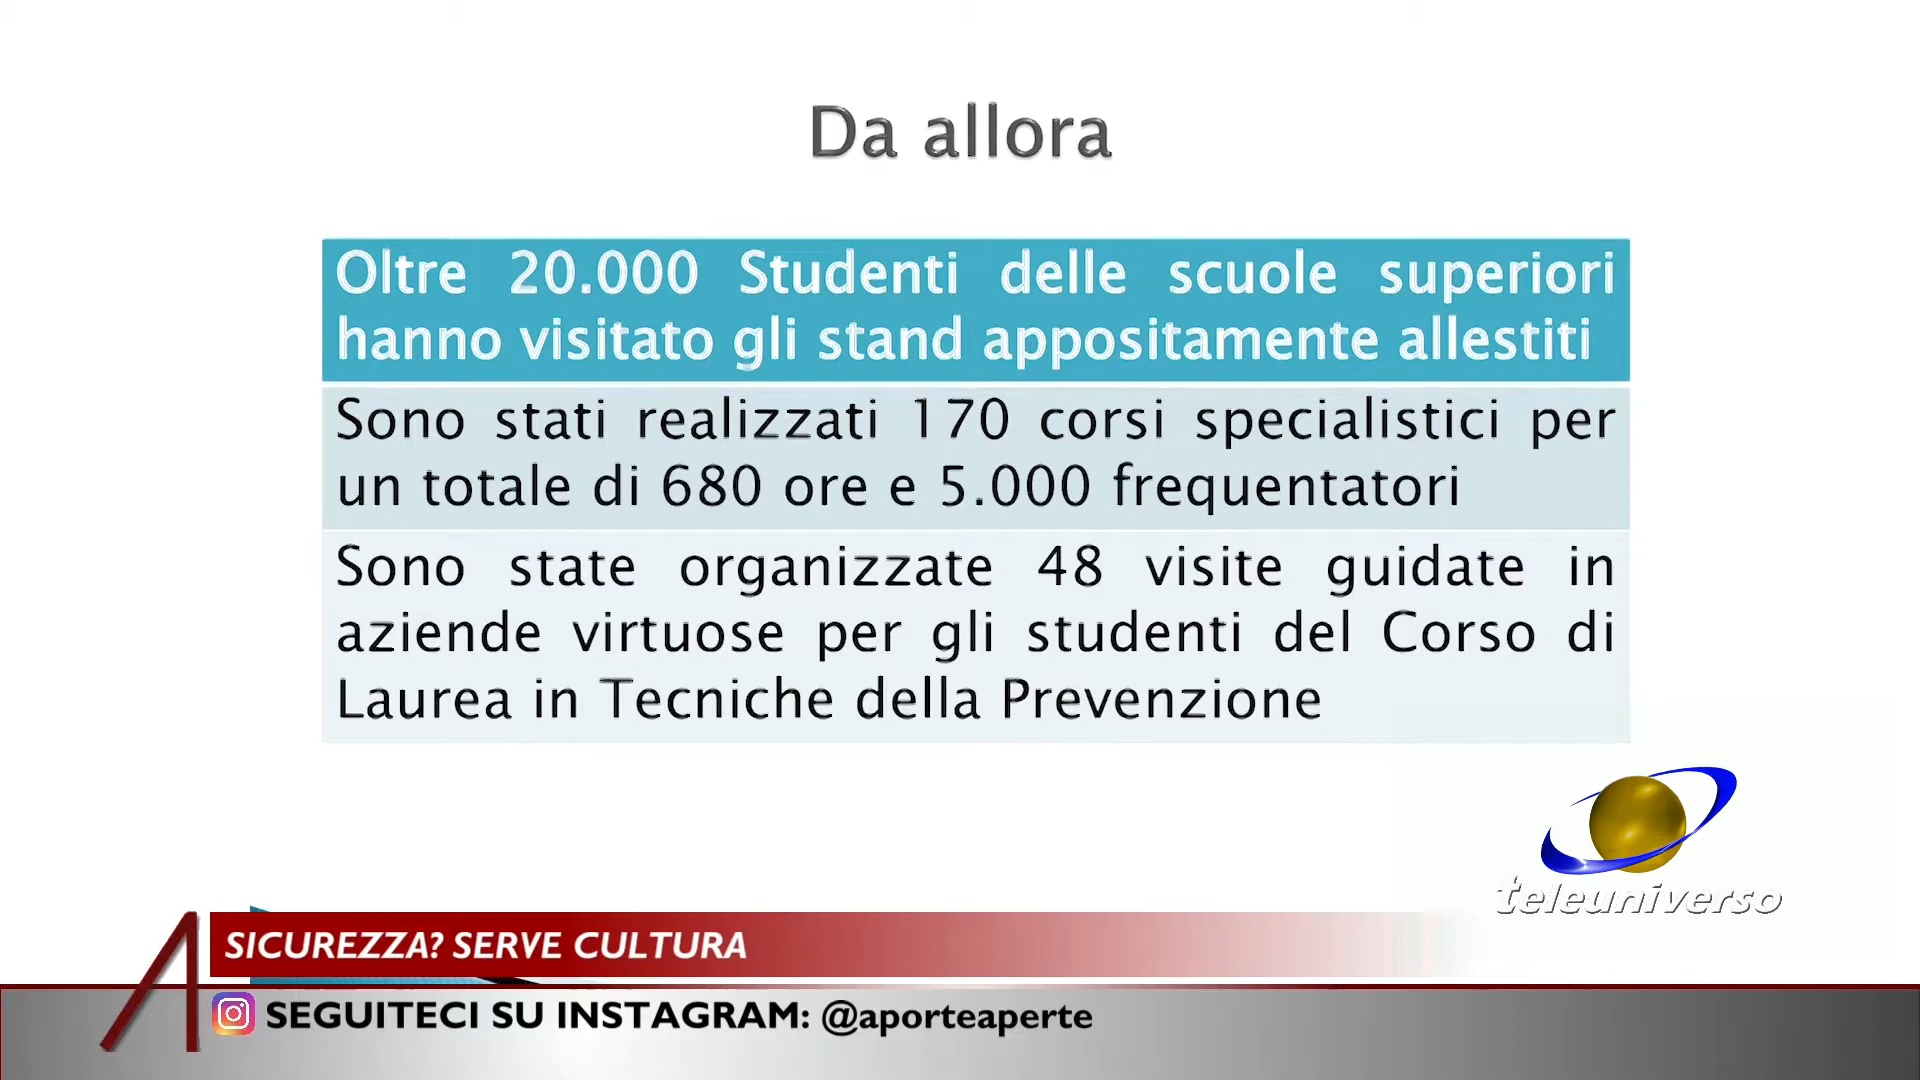 Da allora
Oltre 20.000 Studenti delle scuole superiori
hanno visitato gli stand appositamente allestiti
Sono stati realizzati 170 corsi specialistici per
un totale di 680 ore e 5.000 frequentatori
Sono state organizzate 48 visite guidate in
aziende virtuose per gli studenti del Corso di
Laurea in Tecniche della Prevenzione
teleuniverso
SICUREZZA? SERVE CULTURA
SEGUITECI SU INSTAGRAM: @aporteaperte